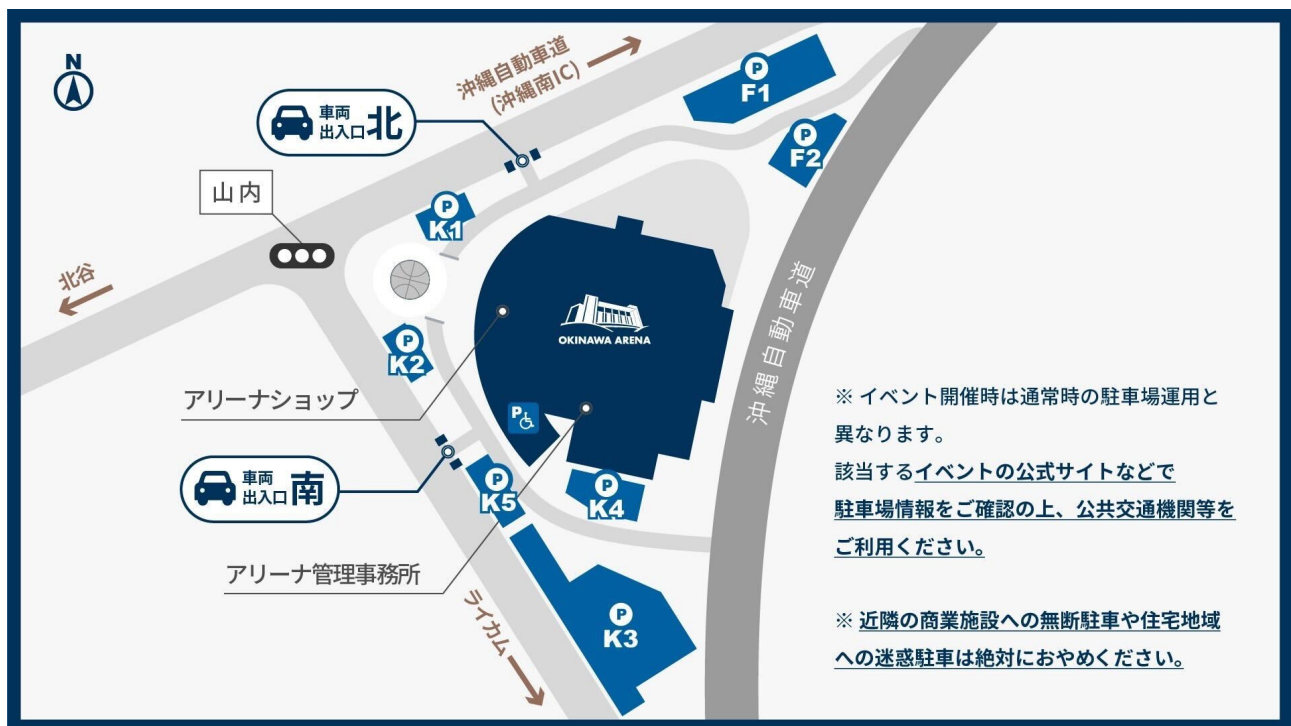 N
沖縄自動車道
(沖縄南IC)
P
F1
車両
出入口 北
P
F2
山内
P
K1
北谷
OKINAWA ARENA
沖縄自動車道
P
K2
アリーナショップ
P
車両
出入口 南
P
K5
P
K4
アリーナ管理事務所
ライカム
P
K3
※ イベント開催時は通常時の駐車場運用と
異なります。
該当するイベントの公式サイトなどで
駐車場情報をご確認の上、公共交通機関等を
ご利用ください。
※ 近隣の商業施設への無断駐車や住宅地域
への迷惑駐車は絶対におやめください。